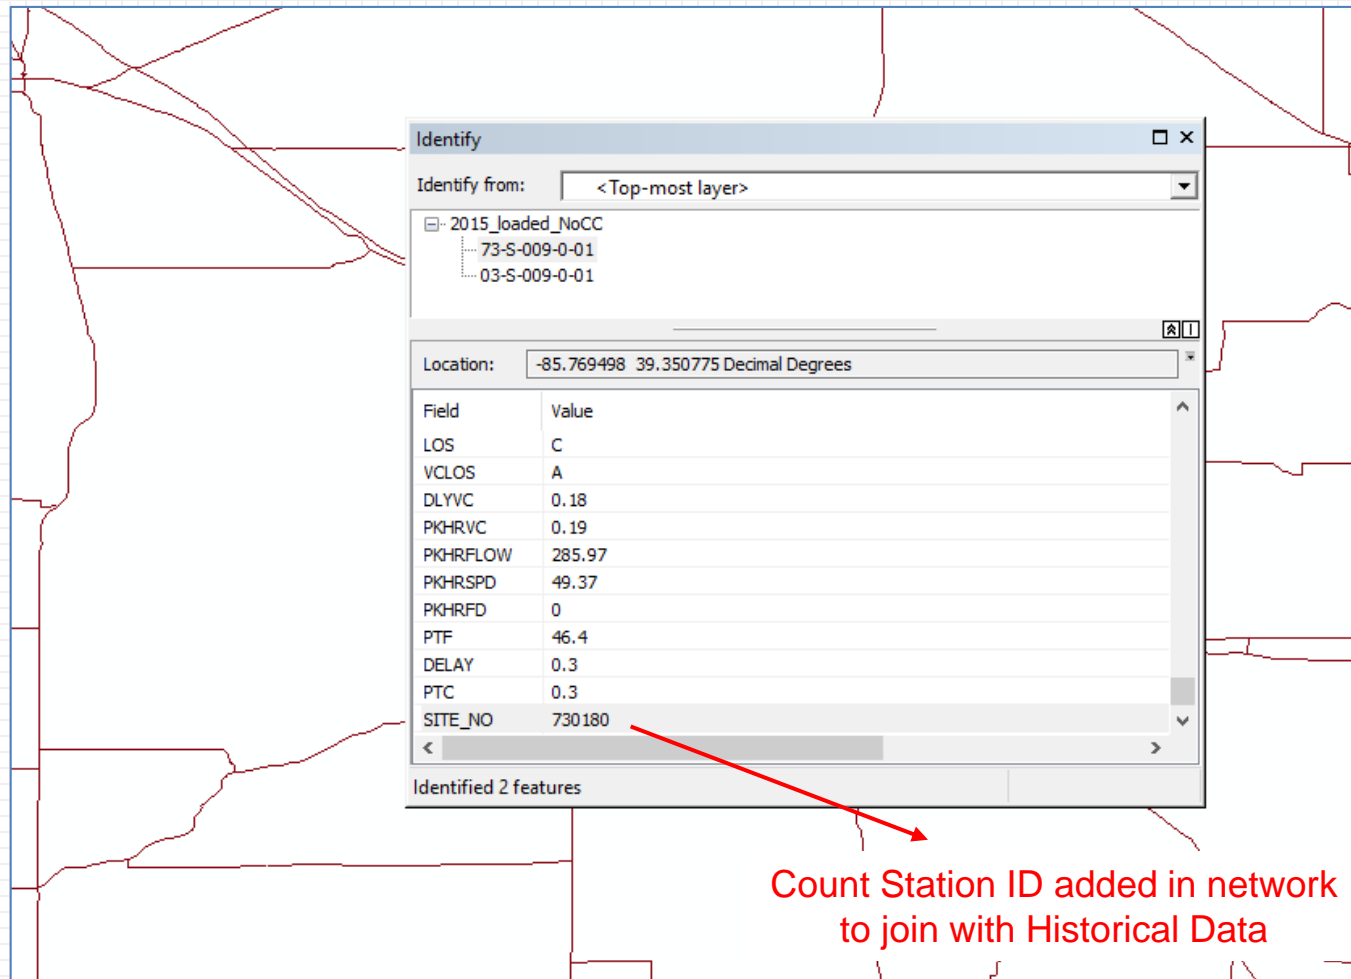 Identify
Identify from: <Top-most layer>
2015_loaded_NoCC
73-S-009-0-01
03-S-009-0-01
Location: -85.769498 39.350775 Decimal Degrees
Field Value
LOS C
VCLOS A
DLYVC 0.18
PKHRVC 0.19
PKHRFLOW 285.97
PKHRSPD 49.37
PKHRFD 0
PTF 46.4
DELAY 0.3
PTC 0.3
SITE_NO 730180
Identified 2 features
Count Station ID added in network
to join with Historical Data